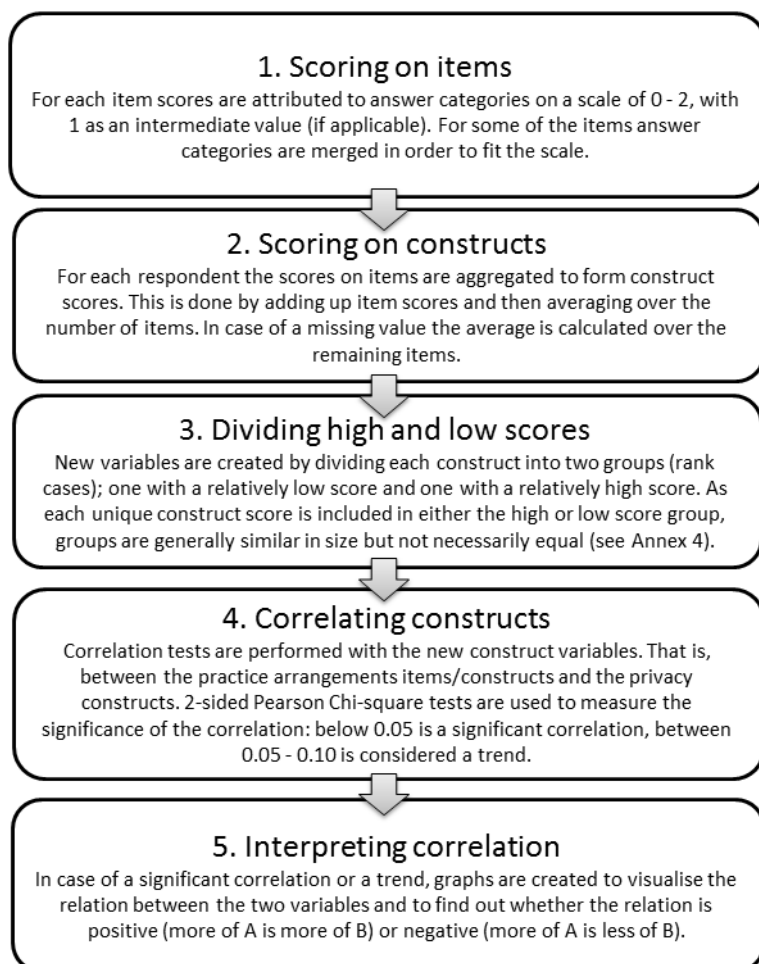 1. Scoring on items
For each item scores are attributed to answer categories on a scale of 0 - 2, with
1 as an intermediate value (if applicable). For some of the items answer
categories are merged in order to fit the scale.
2. Scoring on constructs
For each respondent the scores on items are aggregated to form construct
scores. This is done by adding up item scores and then averaging over the
number of items. In case of a missing value the average is calculated over the
remaining items.
3. Dividing high and low scores
New variables are created by dividing each construct into two groups (rank
cases); one with a relatively low score and one with a relatively high score. As
each unique construct score is included in either the high or low score group,
groups are generally similar in size but not necessarily equal (see Annex 4).
4. Correlating constructs
Correlation tests are performed with the new construct variables. That is,
between the practice arrangements items/constructs and the privacy
constructs. 2-sided Pearson Chi-square tests are used to measure the
significance of the correlation: below 0.05 is a significant correlation, between
0.05 - 0.10 is considered a trend.
5. Interpreting correlation
In case of a significant correlation or a trend, graphs are created to visualise the
relation between the two variables and to find out whether the relation is
positive (more of A is more of B) or negative (more of A is less of B).